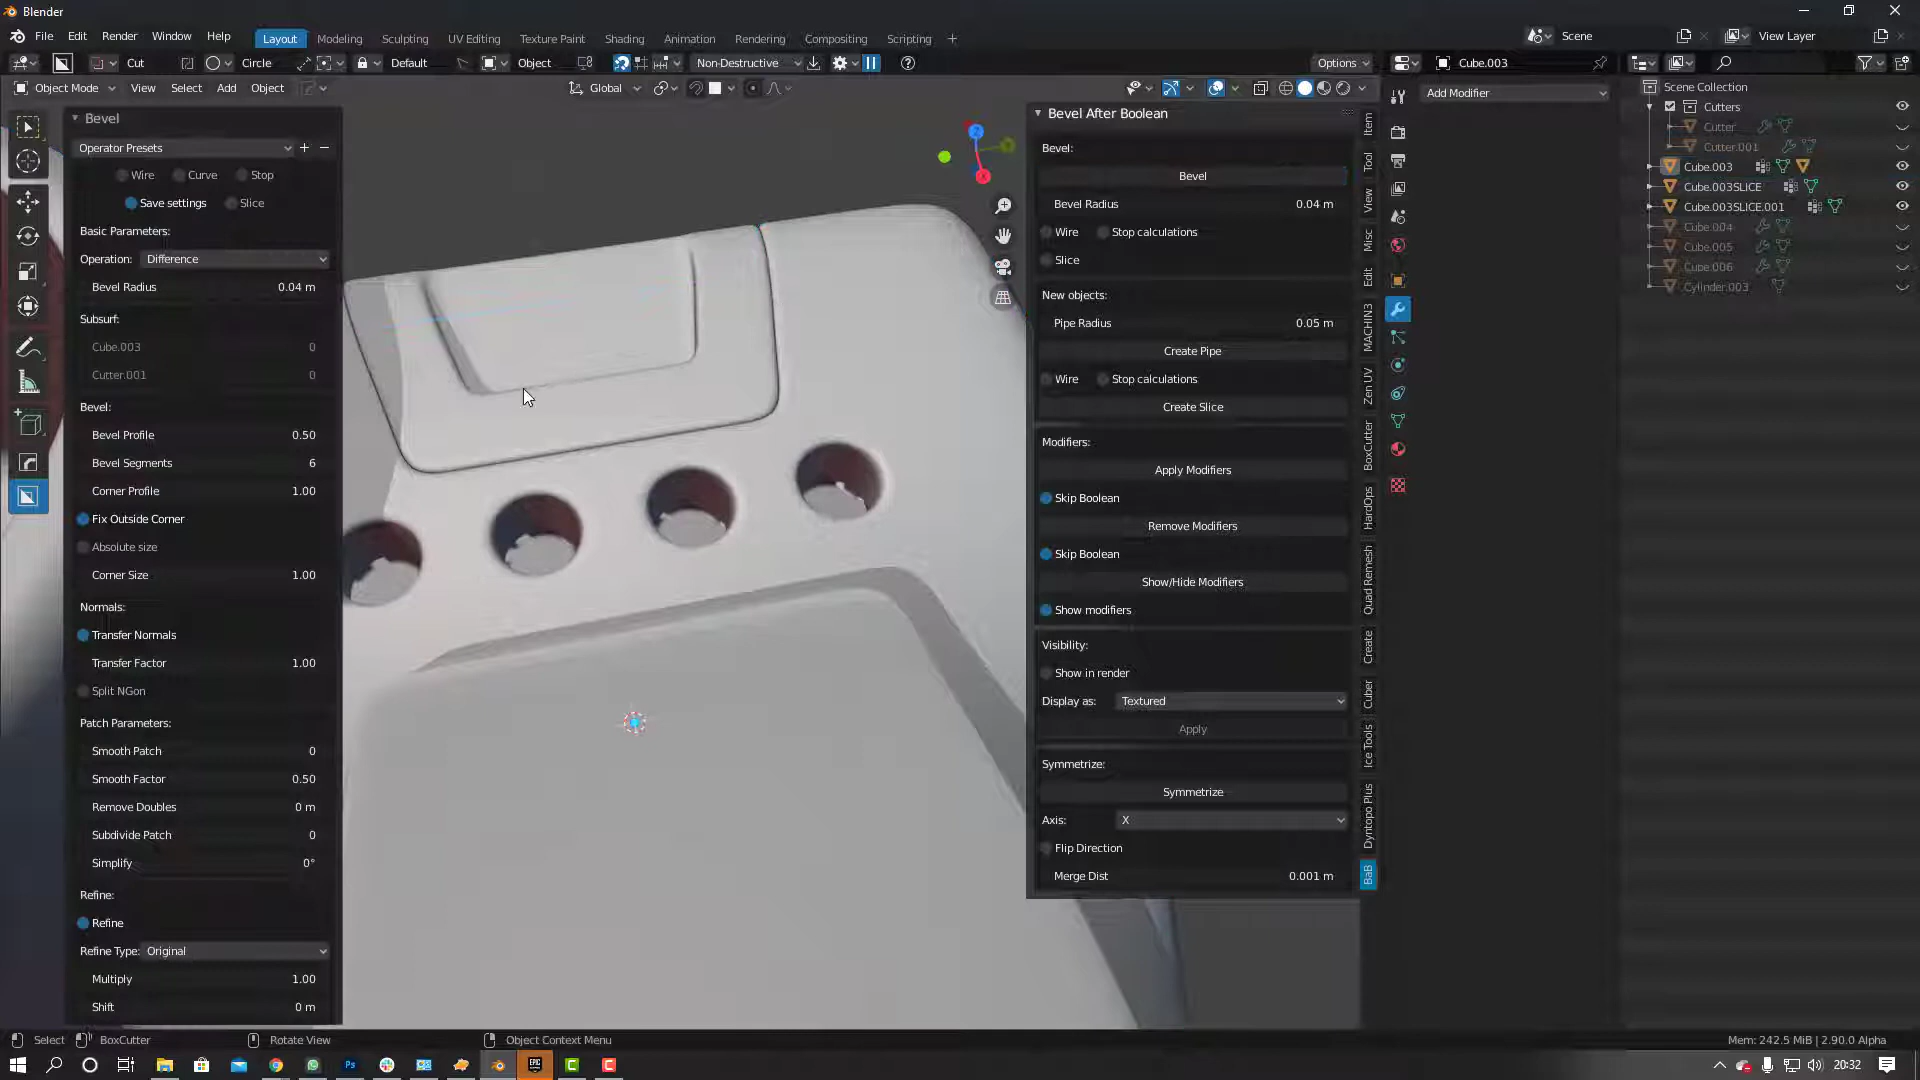 Blender
File Edit Render Window Help Layout Modeling Sculpting UV Editing Texture Paint Shading Animation Rendering Compositing Scripting + Scene View Layer
Cut Circle Default Object Non-Destructive Options Cube.003
Object Mode View Select Add Object Global
Bevel
Operator Presets
Wire Curve Stop
Save settings Slice
Basic Parameters:
Operation: Difference
Bevel Radius 0.04 m
Subsurf:
Cube.003 0
Cutter.001 0
Bevel:
Bevel Profile 0.50
Bevel Segments 6
Corner Profile 1.00
Fix Outside Corner
Absolute size
Corner Size 1.00
Normals:
Transfer Normals
Transfer Factor 1.00
Split NGon
Patch Parameters:
Smooth Patch 0
Smooth Factor 0.50
Remove Doubles 0 m
Subdivide Patch 0
Simplify 0°
Refine:
Refine
Refine Type: Original
Multiply 1.00
Shift 0 m
Bevel After Boolean
Bevel:
Bevel
Bevel Radius 0.04 m
Wire Stop calculations
Slice
New objects:
Pipe Radius 0.05 m
Create Pipe
Wire Stop calculations
Create Slice
Modifiers:
Apply Modifiers
Skip Boolean
Remove Modifiers
Skip Boolean
Show/Hide Modifiers
Show modifiers
Visibility:
Show in render
Display as: Textured
Apply
Symmetrize:
Symmetrize
Axis: X
Flip Direction
Merge Dist 0.001 m
Item
Tool
View
Misc
Edit
MACHIN3
Zen UV
BoxCutter
HardOps
Quad Remesh
Create
Cuber
Ice Tools
Dyntopo Plus
BaB
Add Modifier
Scene Collection
Cutters
Cutter
Cutter.001
Cube.003
Cube.003SLICE
Cube.003SLICE.001
Cube.004
Cube.005
Cube.006
Cylinder.003
Select BoxCutter Rotate View Object Context Menu Mem: 242.5 MiB | 2.90.0 Alpha
20:32